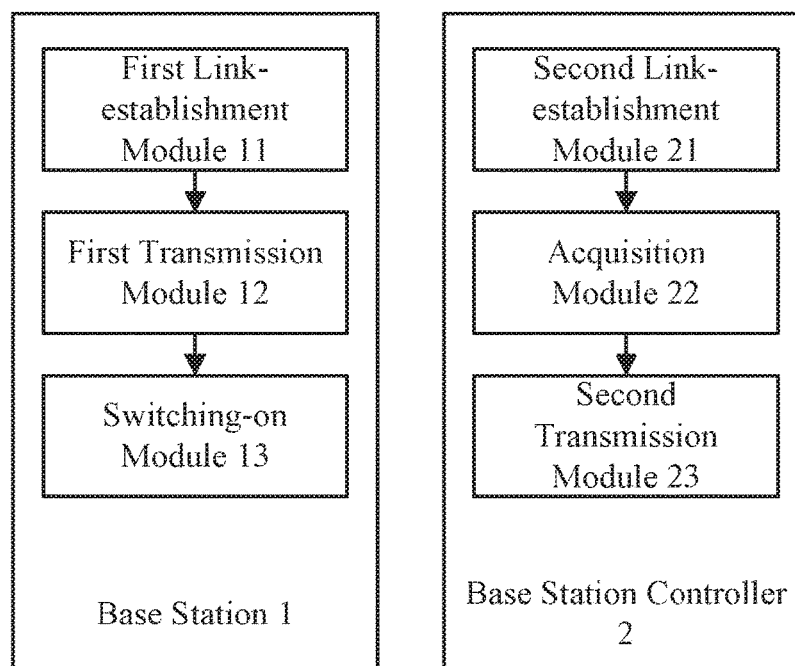 First Link-
establishment
Module 11
First Transmission
Module 12
Switching-on
Module 13
Base Station 1
Second Link-
establishment
Module 21
Acquisition
Module 22
Second
Transmission
Module 23
Base Station Controller
2